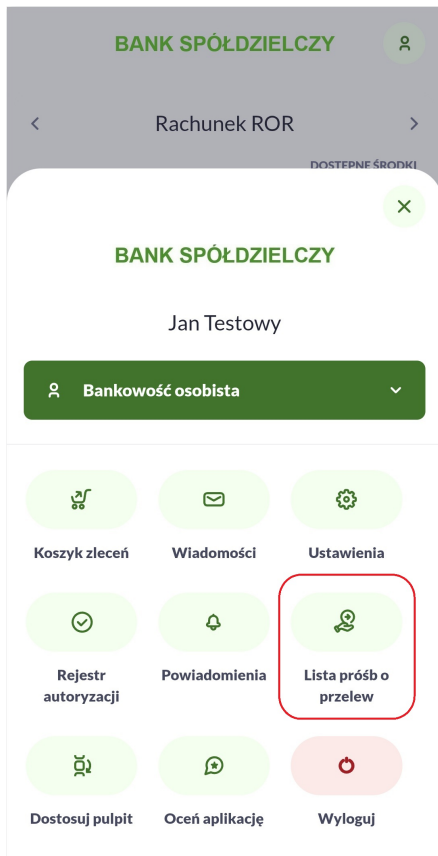 BANK SPÓŁDZIELCZY
Rachunek ROR
DOSTĘPNE ŚRODKI
BANK SPÓŁDZIELCZY
Jan Testowy
Bankowość osobista
Koszyk zleceń
Wiadomości
Ustawienia
Rejestr
autoryzacji
Powiadomienia
Lista próśb o
przelew
Dostosuj pulpit
Oceń aplikację
Wyloguj